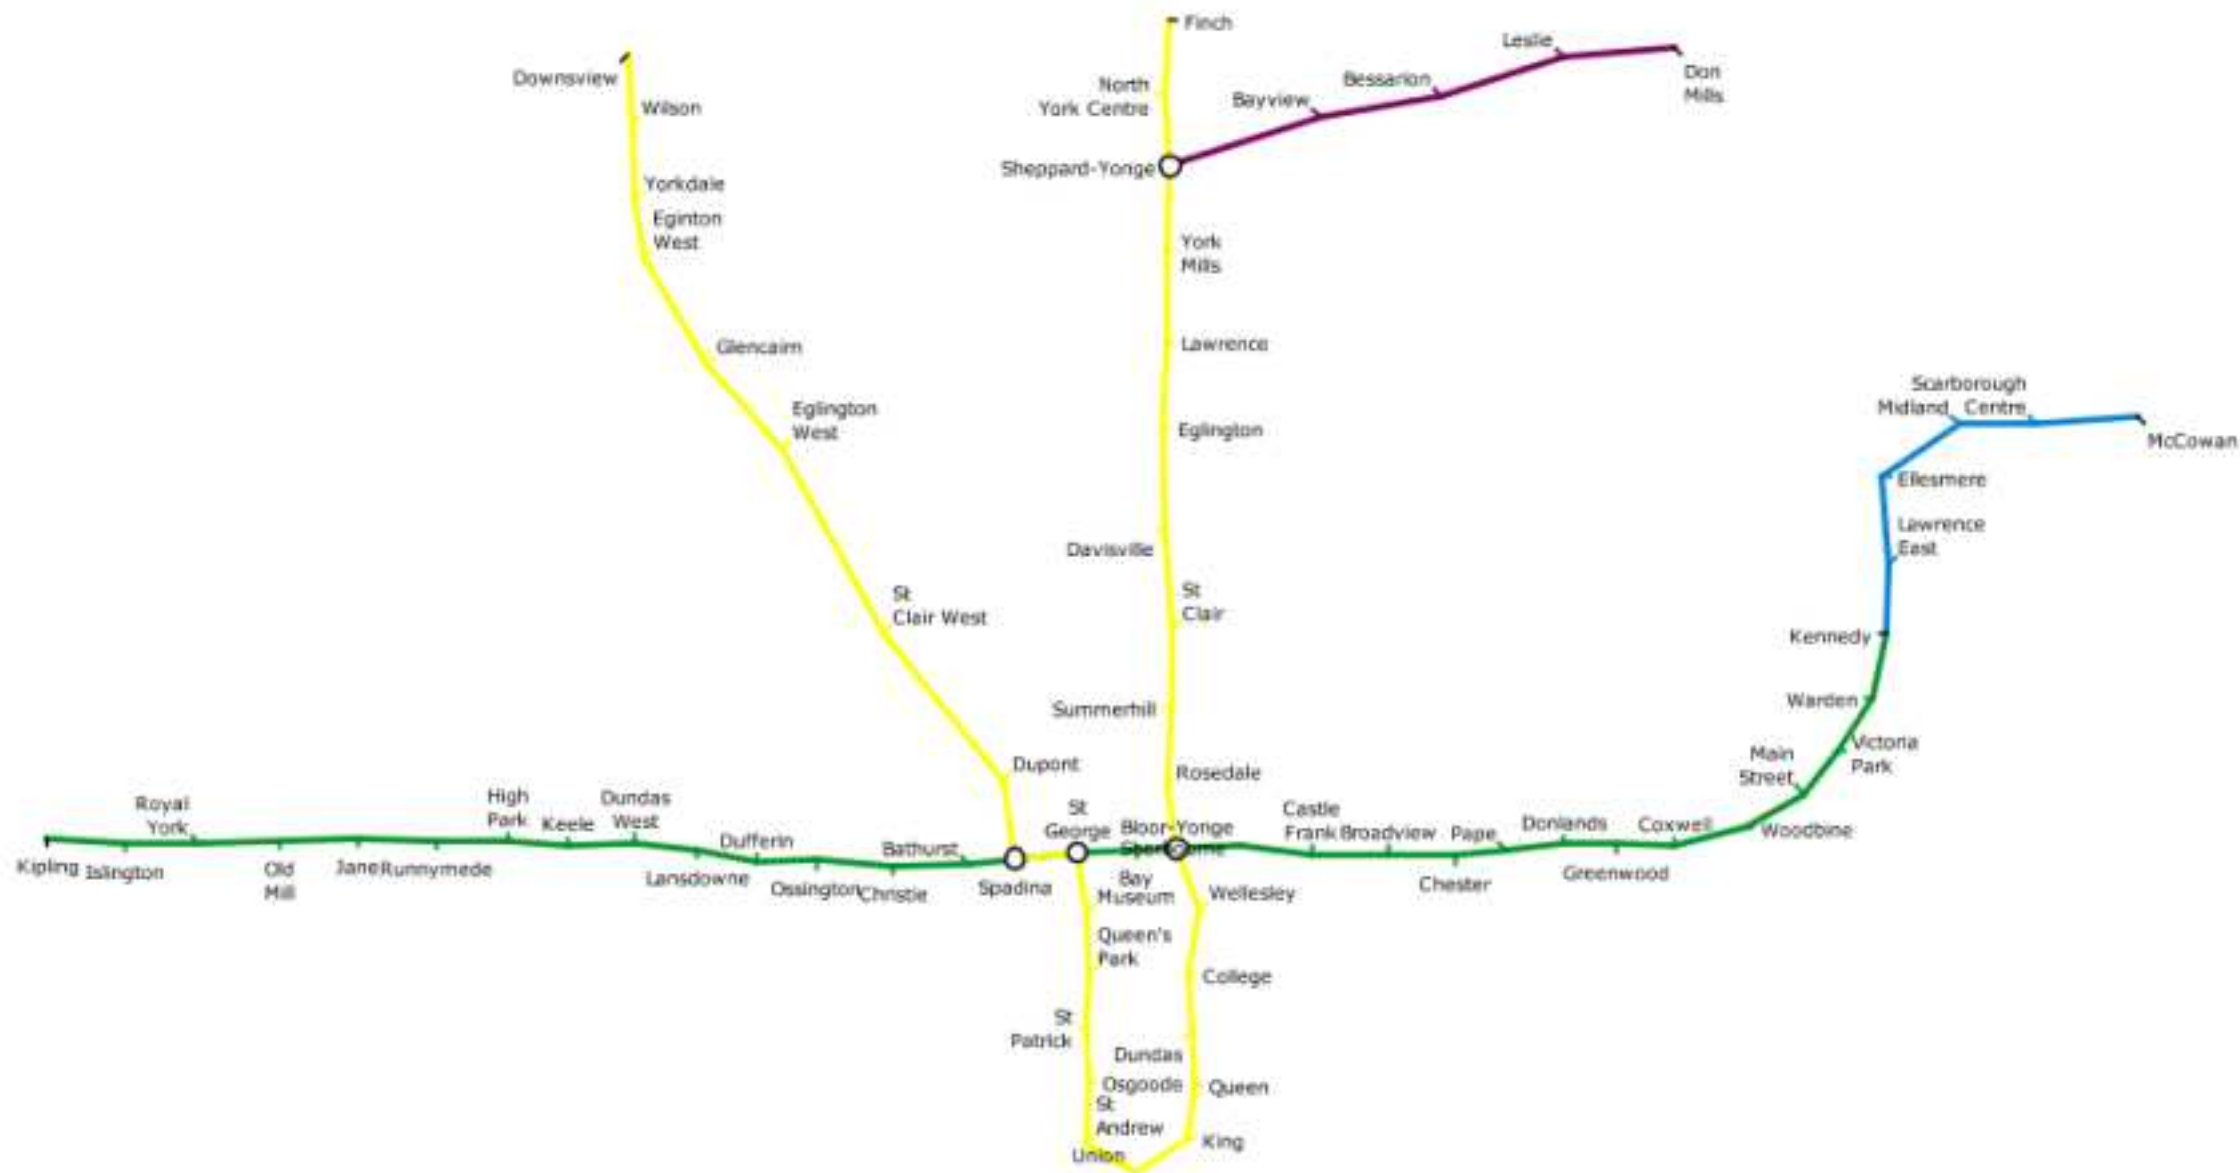 Finch
Downsview
Wilson
Yorkdale
Eginton
West
Glencairn
Eglington
West
St
Clair West
Dupont
North
York Centre
Sheppard-Yonge
Bayview
Bessarion
Leslie
Don
Mills
York
Mills
Lawrence
Eglington
Davisville
St
Clair
Summerhill
Rosedale
Scarborough
Centre
Midland
McCowan
Ellesmere
Lawrence
East
Kennedy
Warden
Victoria
Park
Main
Street
Woodbine
Kipling
Islington
Royal
York
Old
Mill
Jane
Runnymede
High
Park
Keele
Dundas
West
Lansdowne
Dufferin
Ossington
Christie
Bathurst
Spadina
St
George
Bloor-Yonge
Bay
Castle
Frank
Broadview
Chester
Pape
Donlands
Greenwood
Coxwell
Museum
Queen's
Park
St
Patrick
Osgoode
St
Andrew
Union
Wellesley
College
Dundas
Queen
King